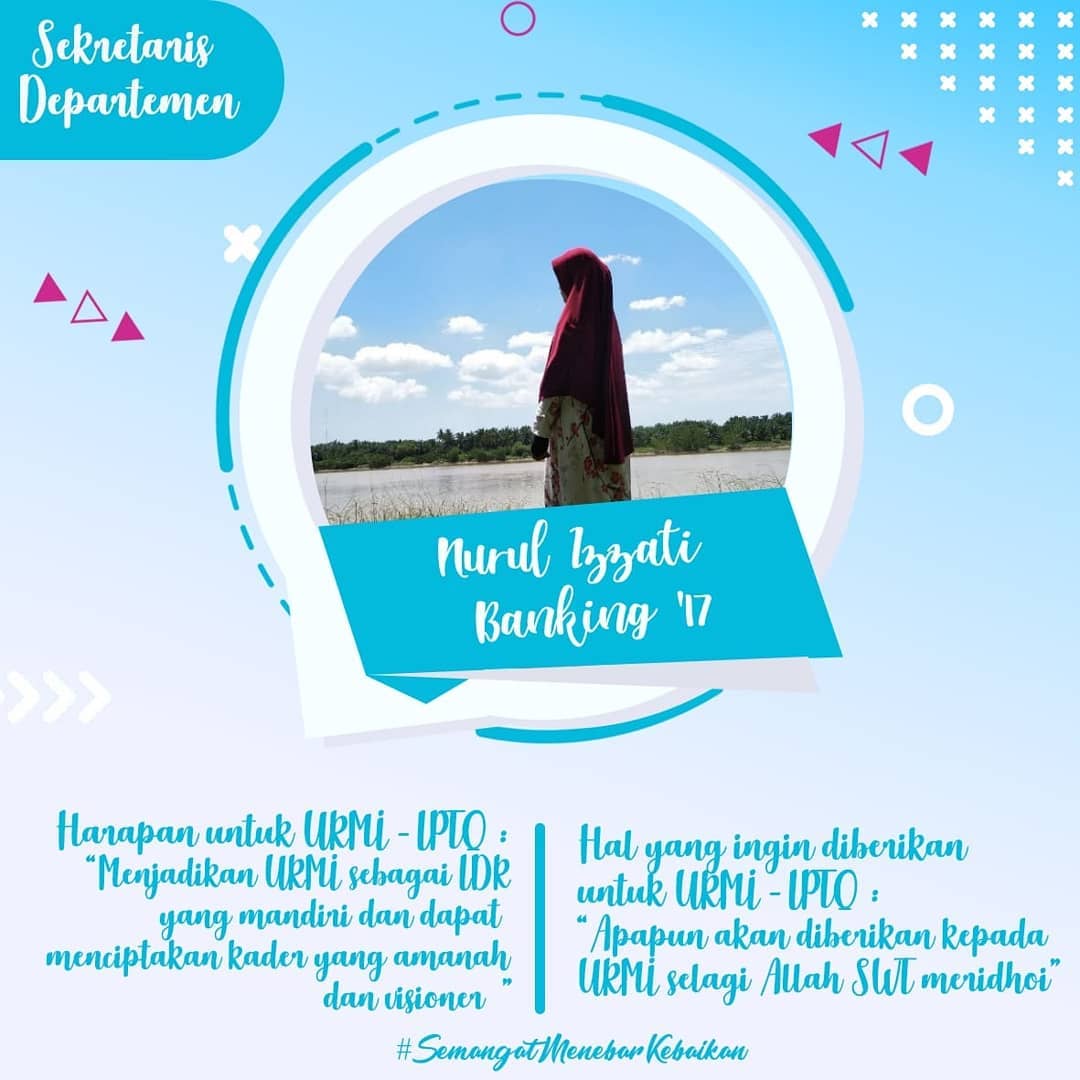 Sekretaris
Departemen
Nurul Izzati
Banking '17
Harapan untuk URMI - LPTQ :
“Menjadikan URMI sebagai LDR
yang mandiri dan dapat
menciptakan kader yang amanah
dan visioner ”
Hal yang ingin diberikan
untuk URMI - LPTQ :
“ Apapun akan diberikan kepada
URMI selagi Allah SWT meridhoi”
#SemangatMenebarKebaikan